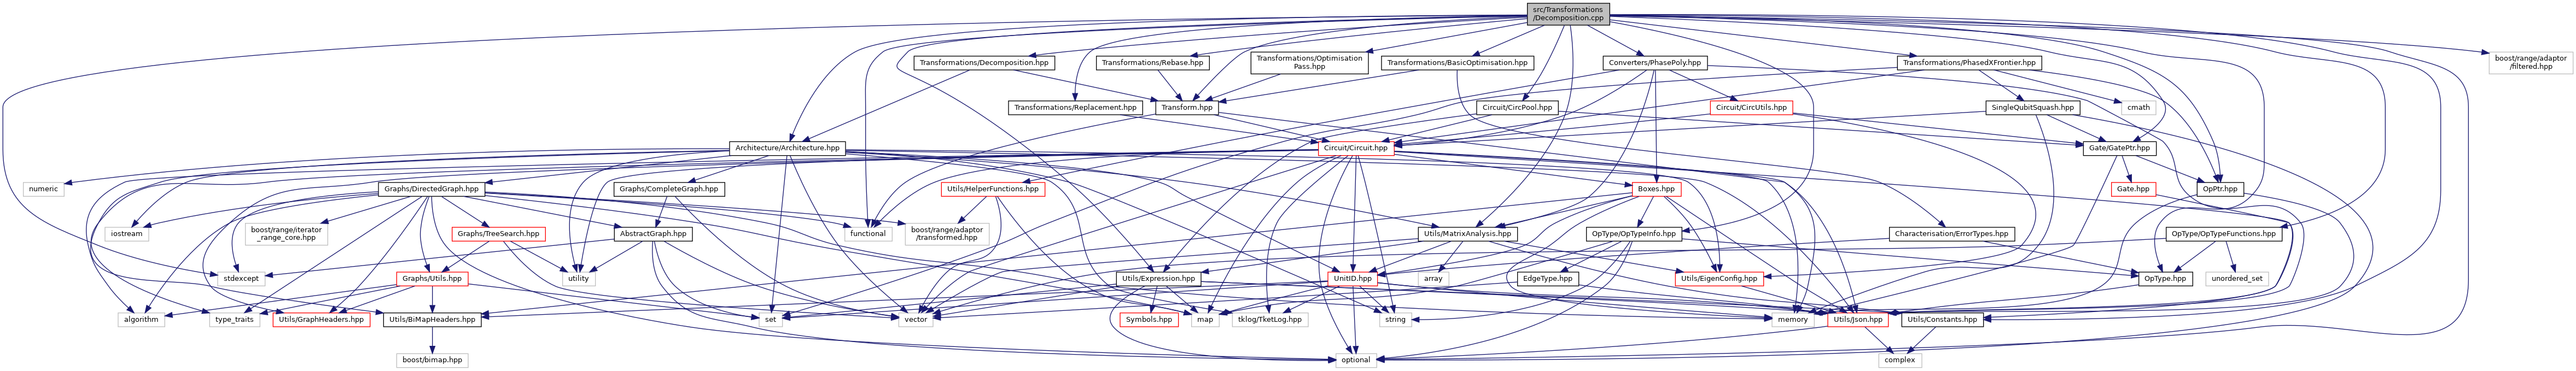 src/Transformations
/Decomposition.cpp
Transformations/Decomposition.hpp
Transformations/Rebase.hpp
Transformations/Optimisation
Pass.hpp
Transformations/BasicOptimisation.hpp
Converters/PhasePoly.hpp
Transformations/PhasedXFrontier.hpp
boost/range/adaptor
/filtered.hpp
Transformations/Replacement.hpp
Transform.hpp
Circuit/CircPool.hpp
Circuit/CircUtils.hpp
SingleQubitSquash.hpp
cmath
Architecture/Architecture.hpp
Circuit/Circuit.hpp
Gate/GatePtr.hpp
numeric
Graphs/DirectedGraph.hpp
Graphs/CompleteGraph.hpp
Utils/HelperFunctions.hpp
Boxes.hpp
Gate.hpp
OpPtr.hpp
iostream
boost/range/iterator
_range_core.hpp
Graphs/TreeSearch.hpp
AbstractGraph.hpp
functional
boost/range/adaptor
/transformed.hpp
Utils/MatrixAnalysis.hpp
OpType/OpTypeInfo.hpp
Characterisation/ErrorTypes.hpp
OpType/OpTypeFunctions.hpp
stdexcept
Graphs/Utils.hpp
utility
Utils/Expression.hpp
UnitID.hpp
array
EdgeType.hpp
Utils/EigenConfig.hpp
OpType.hpp
unordered_set
algorithm
type_traits
Utils/GraphHeaders.hpp
Utils/BiMapHeaders.hpp
set
vector
Symbols.hpp
map
tklog/TketLog.hpp
string
memory
Utils/Json.hpp
Utils/Constants.hpp
boost/bimap.hpp
optional
complex